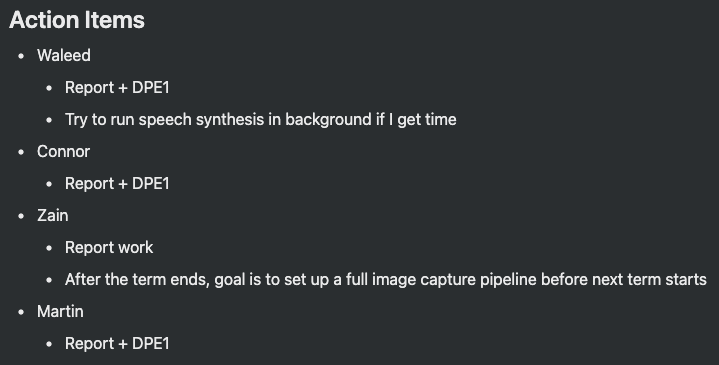 Action Items
• Waleed
• Report + DPE1
• Try to run speech synthesis in background if I get time
• Connor
• Report + DPE1
• Zain
• Report work
• After the term ends, goal is to set up a full image capture pipeline before next term starts
• Martin
• Report + DPE1